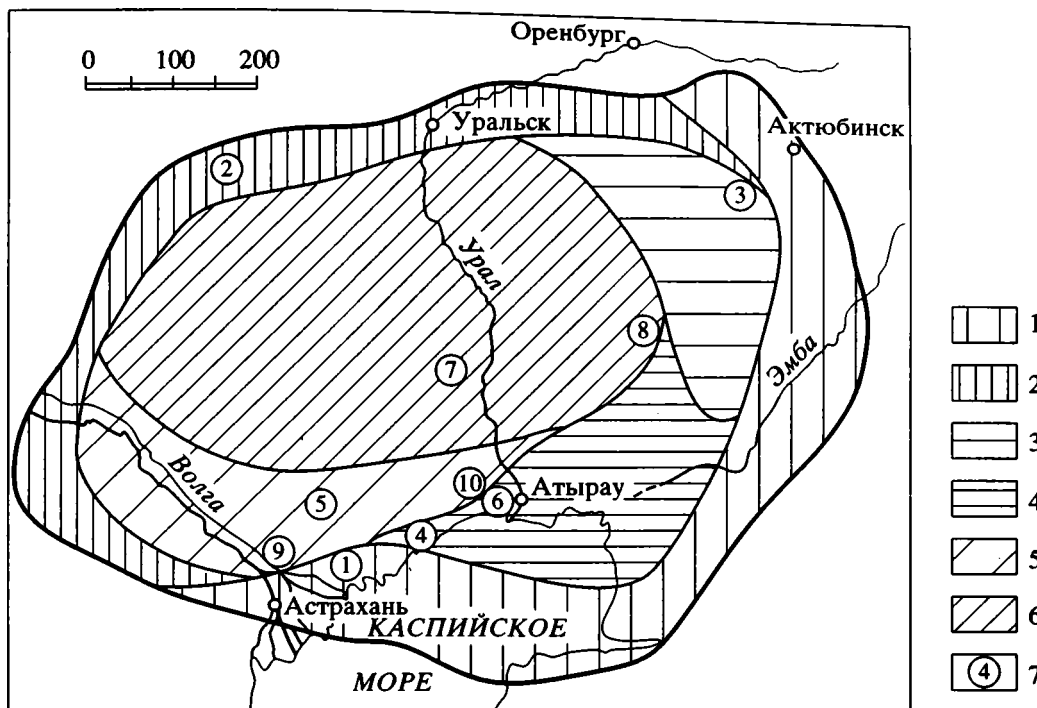 Оренбург
0 100 200
Уральск
Актюбинск
2
3
Урал
8
Эмба
7
Волга
10
Атырау
5
6
4
9
1
Астрахань
КАСПИЙСКОЕ
МОРЕ
1
2
3
4
5
6
4 7